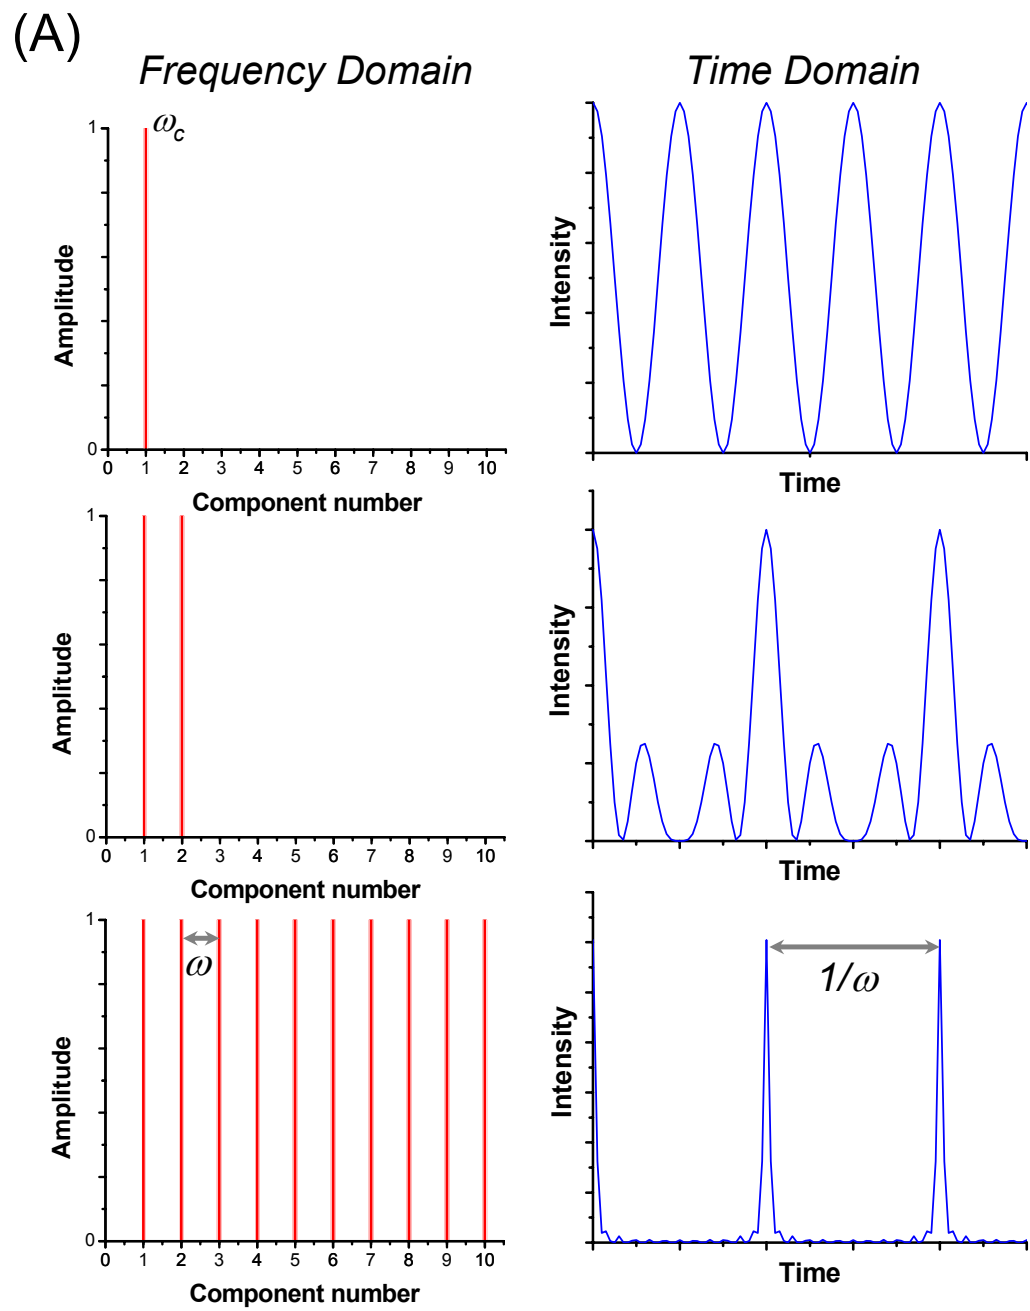 (A)
Frequency Domain
Time Domain
ω_c
1
Amplitude
0
0 1 2 3 4 5 6 7 8 9 10
Component number
Intensity
Time
1
Amplitude
0
0 1 2 3 4 5 6 7 8 9 10
Component number
Intensity
Time
1
ω
Amplitude
0
0 1 2 3 4 5 6 7 8 9 10
Component number
1/ω
Intensity
Time